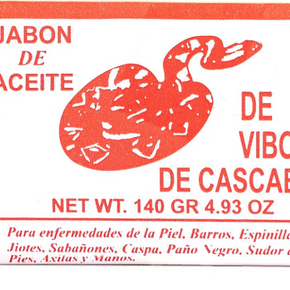 JABON
DE
ACEITE
DE
VIBO
DE CASCAB
NET WT. 140 GR 4.93 OZ
Para enfermedades de la Piel, Barros, Espinilla
Jiotes, Sabañones, Caspa, Paño Negro, Sudor d
Pies, Axilas y Manos.